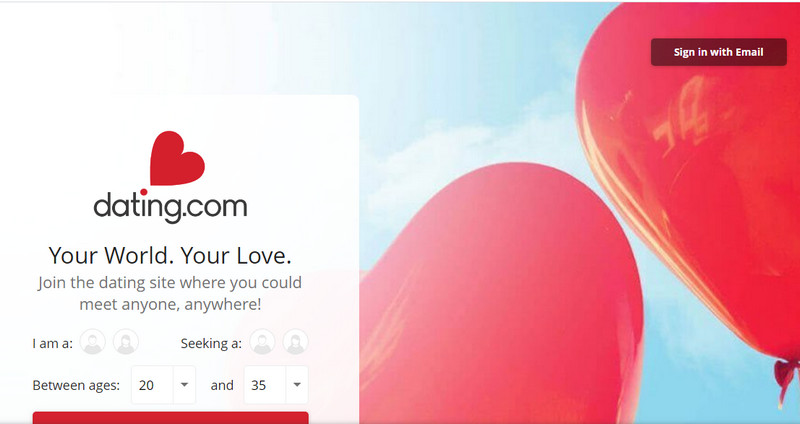 Sign in with Email
dating.com
Your World. Your Love.
Join the dating site where you could
meet anyone, anywhere!
I am a: Seeking a:
Between ages: 20 and 35